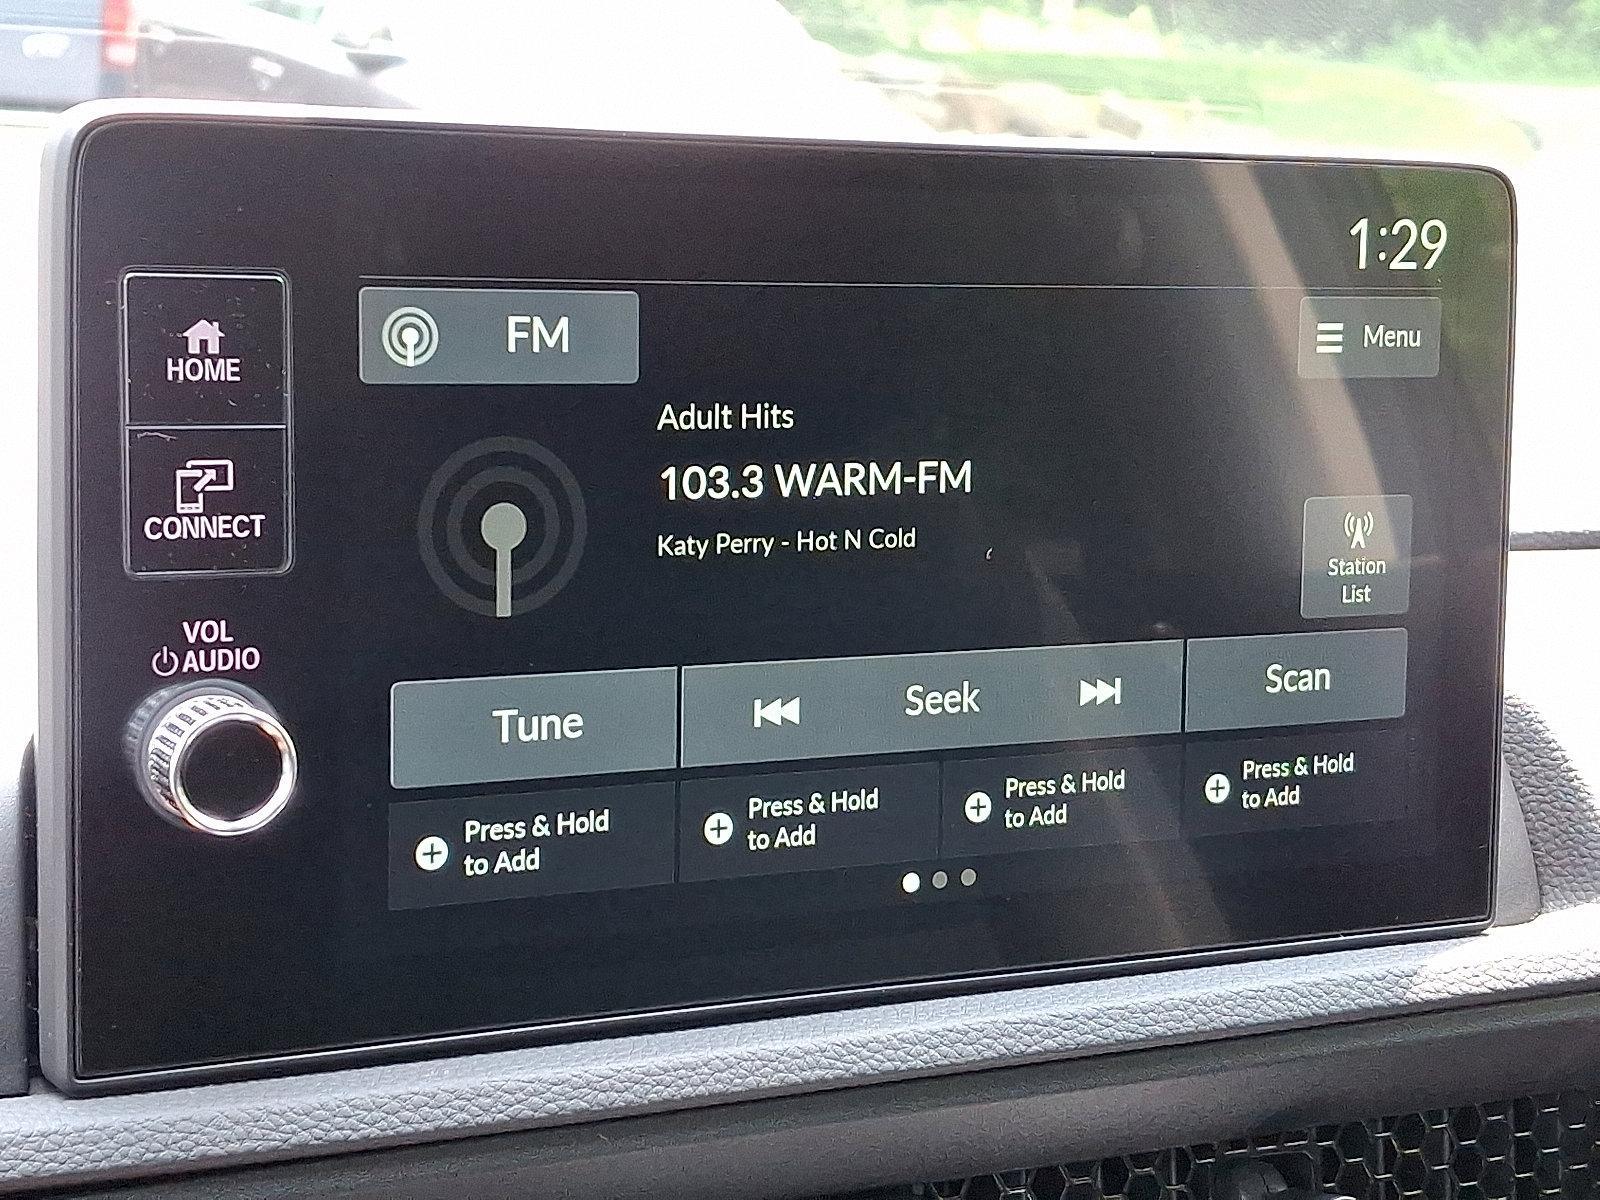 1:29
HOME
FM
Menu
Adult Hits
103.3 WARM-FM
CONNECT
Katy Perry - Hot N Cold
Station
List
VOL
AUDIO
Tune
Seek
Scan
Press & Hold
to Add
Press & Hold
to Add
Press & Hold
to Add
Press & Hold
to Add